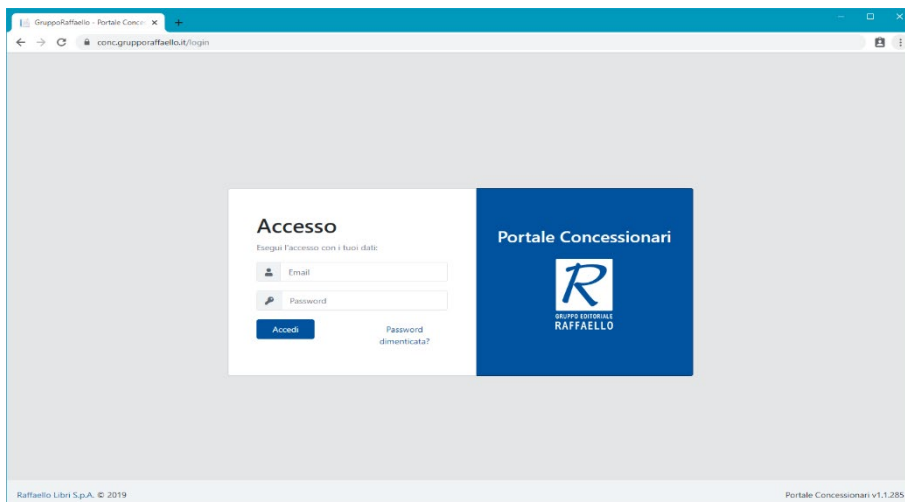 GruppoRaffaello - Portale Conce
conc.grupporaffaello.it/login
Accesso
Esegui l'accesso con i tuoi dati:
Email
Password
Accedi
Password
dimenticata?
Portale Concessionari
R
GRUPPO EDITORIALE
RAFFAELLO
Raffaello Libri S.p.A. © 2019
Portale Concessionari v1.1.285